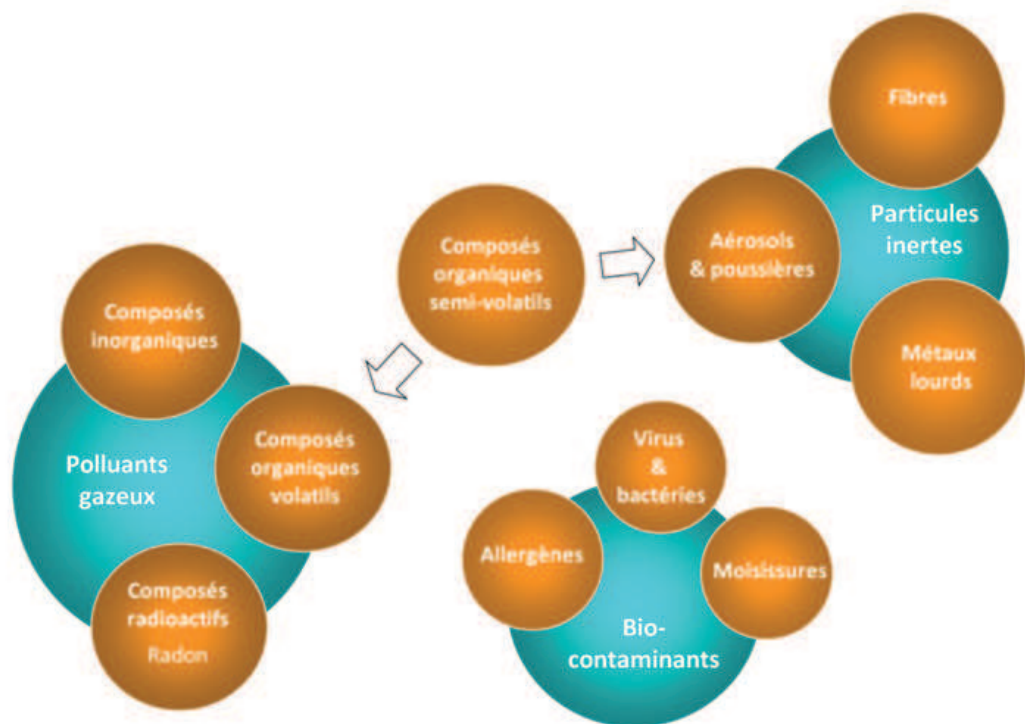 Fibres
Particules
inertes
Aérosols
& poussières
Métaux
lourds
Composés
organiques
semi-volatils
Composés
inorganiques
Polluants
gazeux
Composés
organiques
volatils
Composés
radioactifs
Radon
Virus
&
bactéries
Allergènes
Moisissures
Bio-
contaminants